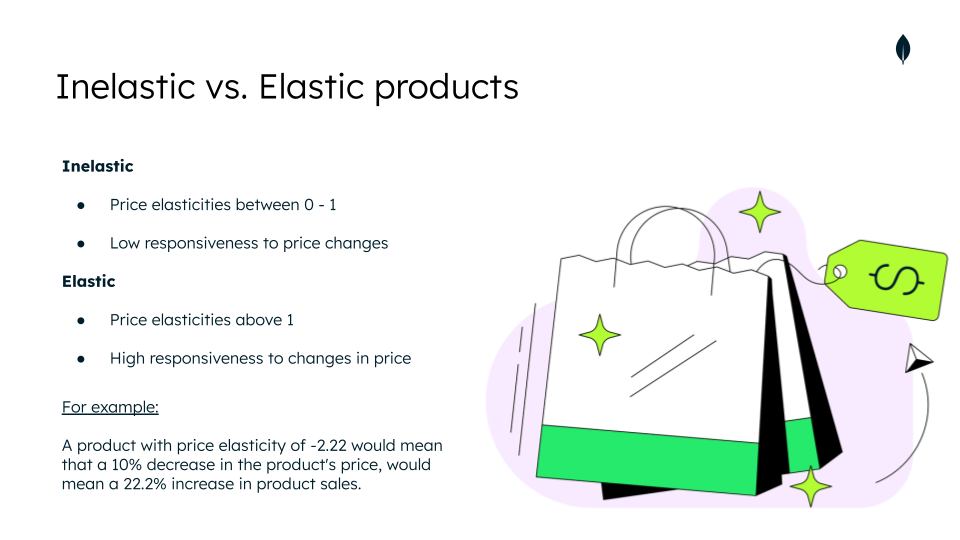 Inelastic vs. Elastic products
Inelastic
● Price elasticities between 0 - 1
● Low responsiveness to price changes
Elastic
● Price elasticities above 1
● High responsiveness to changes in price
For example:
A product with price elasticity of -2.22 would mean
that a 10% decrease in the product's price, would
mean a 22.2% increase in product sales.
$